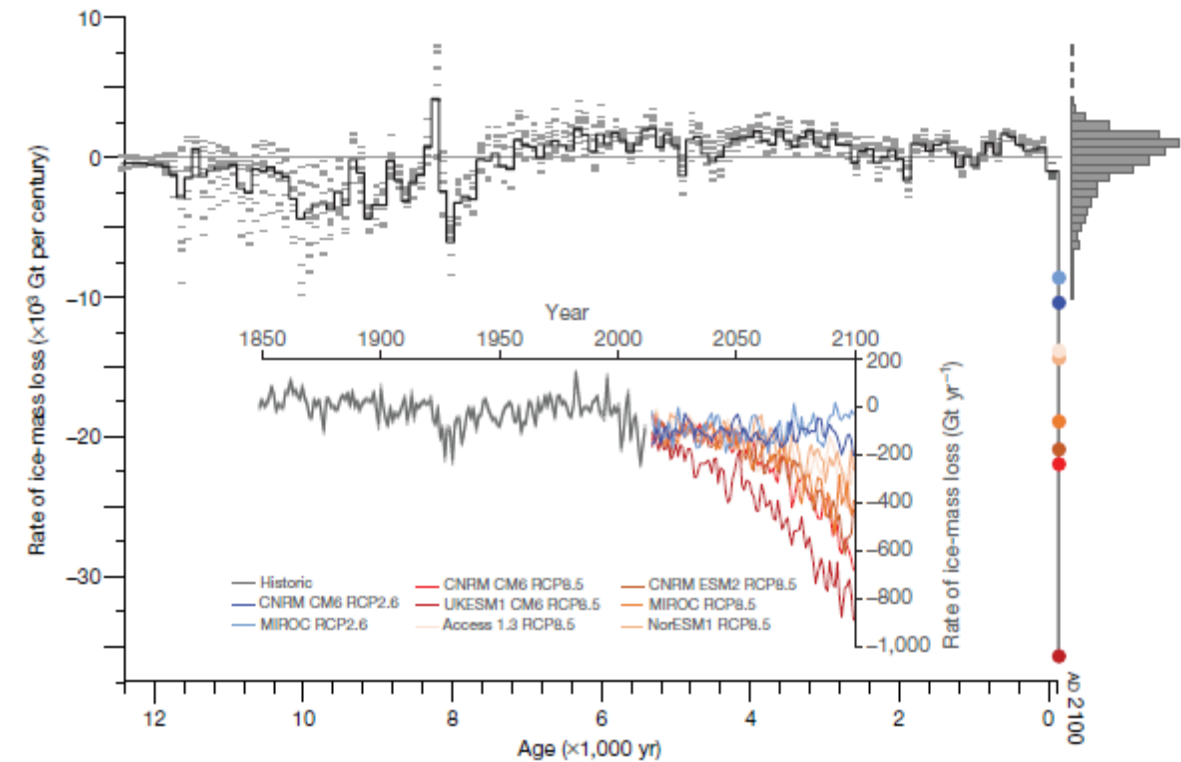 10
0
−10
−20
−30
Rate of ice-mass loss (×10³ Gt per century)
Year
1850 1900 1950 2000 2050 2100
200
0
−200
−400
−600
−800
−1,000
Rate of ice-mass loss (Gt yr⁻¹)
Historic
CNRM CM6 RCP2.6
MIROC RCP2.6
CNRM CM6 RCP8.5
UKESM1 CM6 RCP8.5
Access 1.3 RCP8.5
CNRM ESM2 RCP8.5
MIROC RCP8.5
NorESM1 RCP8.5
12 10 8 6 4 2 0
AD 2100
Age (×1,000 yr)